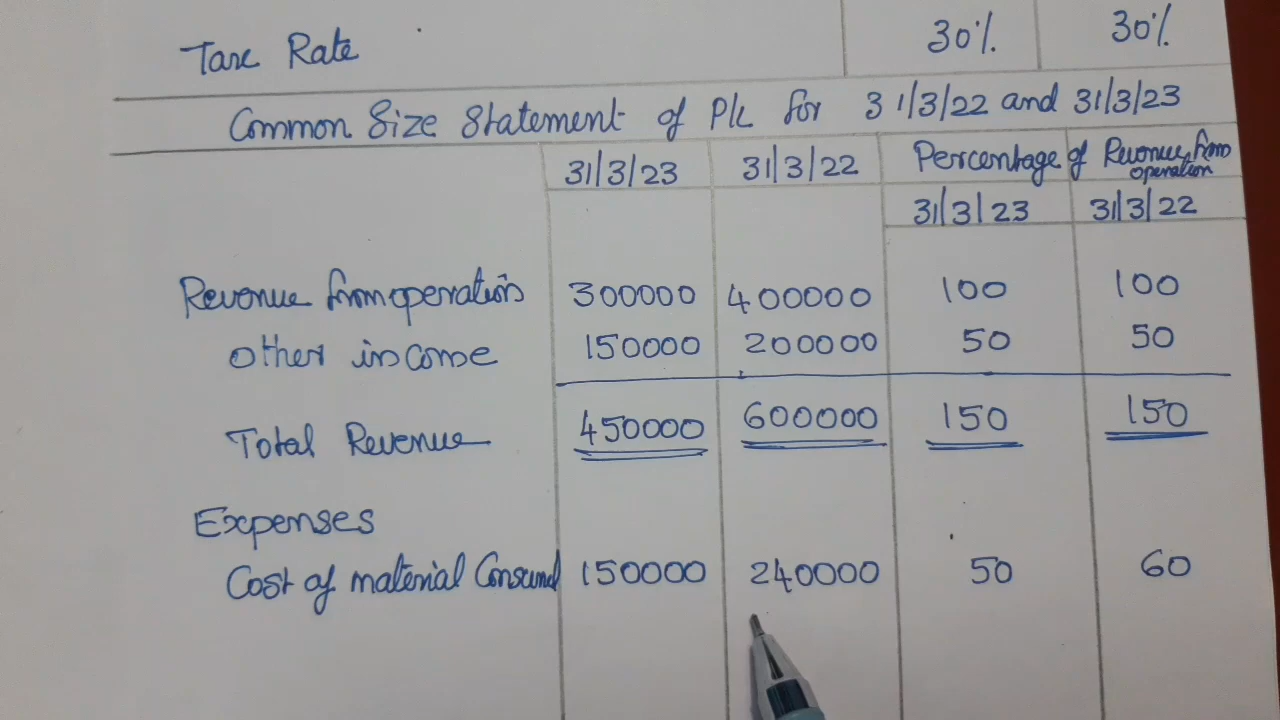 Tax Rate 30% 30%
Common Size Statement of P/L for 31/3/22 and 31/3/23
31/3/23 31/3/22 Percentage of Revenue from operation
31/3/23 31/3/22
Revenue from operation 300000 400000 100 100
Other income 150000 200000 50 50
Total Revenue 450000 600000 150 150
Expenses
Cost of material Consumed 150000 240000 50 60